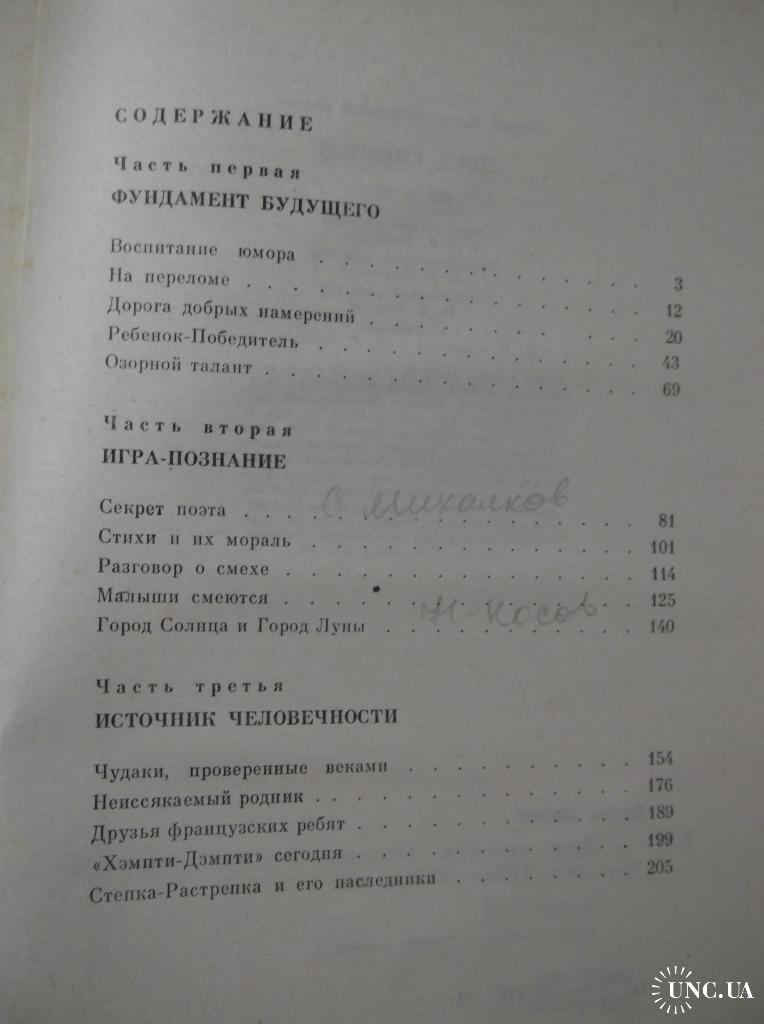 СОДЕРЖАНИЕ
Часть первая
ФУНДАМЕНТ БУДУЩЕГО
Воспитание юмора . . . . . . . . . . . . 3
На переломе . . . . . . . . . . . . . . 12
Дорога добрых намерений . . . . . . . . . 20
Ребенок-Победитель . . . . . . . . . . . 43
Озорной талант . . . . . . . . . . . . . 69
Часть вторая
ИГРА-ПОЗНАНИЕ
С. Михалков
Секрет поэта . . . . . . . . . . . . . . 81
Стихи и их мораль . . . . . . . . . . . . 101
Разговор о смехе . . . . . . . . . . . . 114
Малыши смеются . . . . . . . . . . . . . 125
Н. Носов
Город Солнца и Город Луны . . . . . . . . 140
Часть третья
ИСТОЧНИК ЧЕЛОВЕЧНОСТИ
Чудаки, проверенные веками . . . . . . . . 154
Неиссякаемый родник . . . . . . . . . . . 176
Друзья французских ребят . . . . . . . . . 189
«Хэмпти-Дэмпти» сегодня . . . . . . . . . 199
Степка-Растрепка и его наследники . . . . . 205
UNC.UA